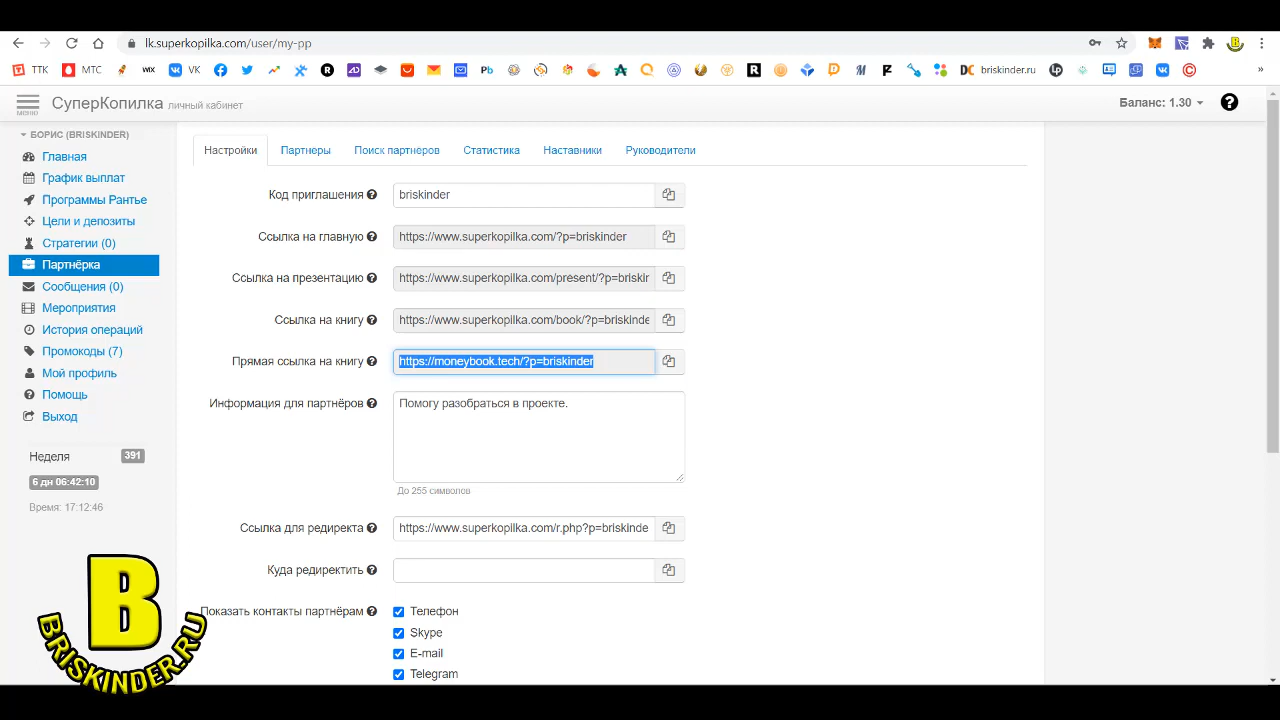 lk.superkopilka.com/user/my-pp
ТТК
МТС
WIX
VK
Pb
DC
briskinder.ru
Lp
»
МЕНЮ
СуперКопилка личный кабинет
Баланс: 1.30
БОРИС (BRISKINDER)
Главная
График выплат
Программы Рантье
Цели и депозиты
Стратегии (0)
Партнёрка
Сообщения (0)
Мероприятия
История операций
Промокоды (7)
Мой профиль
Помощь
Выход
Неделя 391
6 дн 06:42:10
Время: 17:12:46
Настройки Партнеры Поиск партнеров Статистика Наставники Руководители
Код приглашения briskinder
Ссылка на главную https://www.superkopilka.com/?p=briskinder
Ссылка на презентацию https://www.superkopilka.com/present/?p=briskin
Ссылка на книгу https://www.superkopilka.com/book/?p=briskinde
Прямая ссылка на книгу https://moneybook.tech/?p=briskinder
Информация для партнёров Помогу разобраться в проекте.
До 255 символов
Ссылка для редиректа https://www.superkopilka.com/r.php?p=briskinde
Куда редиректить
Показать контакты партнёрам Телефон
Skype
E-mail
Telegram
B
BRISKINDER.RU